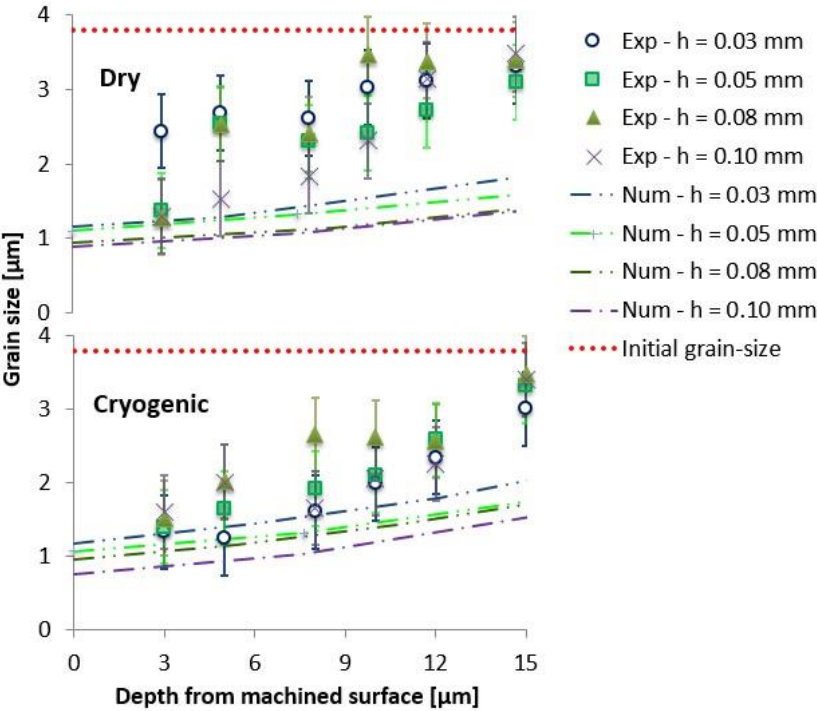 4
3
2
1
0
Dry
Grain size [µm]
4
3
2
1
0
Cryogenic
0 3 6 9 12 15
Depth from machined surface [µm]
Exp - h = 0.03 mm
Exp - h = 0.05 mm
Exp - h = 0.08 mm
Exp - h = 0.10 mm
Num - h = 0.03 mm
Num - h = 0.05 mm
Num - h = 0.08 mm
Num - h = 0.10 mm
Initial grain-size